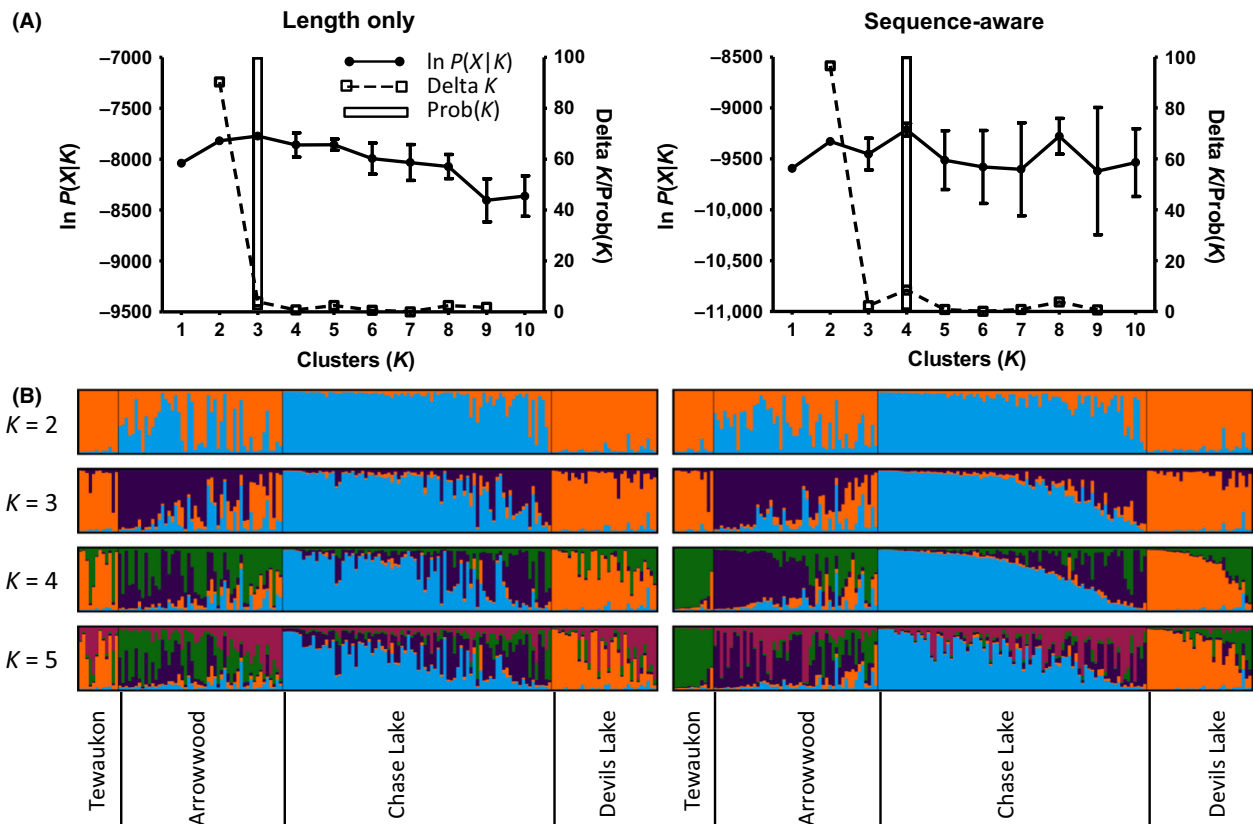 (A)
Length only
Sequence-aware
ln P(X|K)
Delta K
Prob(K)
ln P(X|K)
–7000
–7500
–8000
–8500
–9000
–9500
100
80
60
40
20
0
Delta K/Prob(K)
1 2 3 4 5 6 7 8 9 10
Clusters (K)
ln P(X|K)
–8500
–9000
–9500
–10,000
–10,500
–11,000
100
80
60
40
20
0
Delta K/Prob(K)
1 2 3 4 5 6 7 8 9 10
Clusters (K)
(B)
K = 2
K = 3
K = 4
K = 5
Tewaukon
Arrowwood
Chase Lake
Devils Lake
Tewaukon
Arrowwood
Chase Lake
Devils Lake